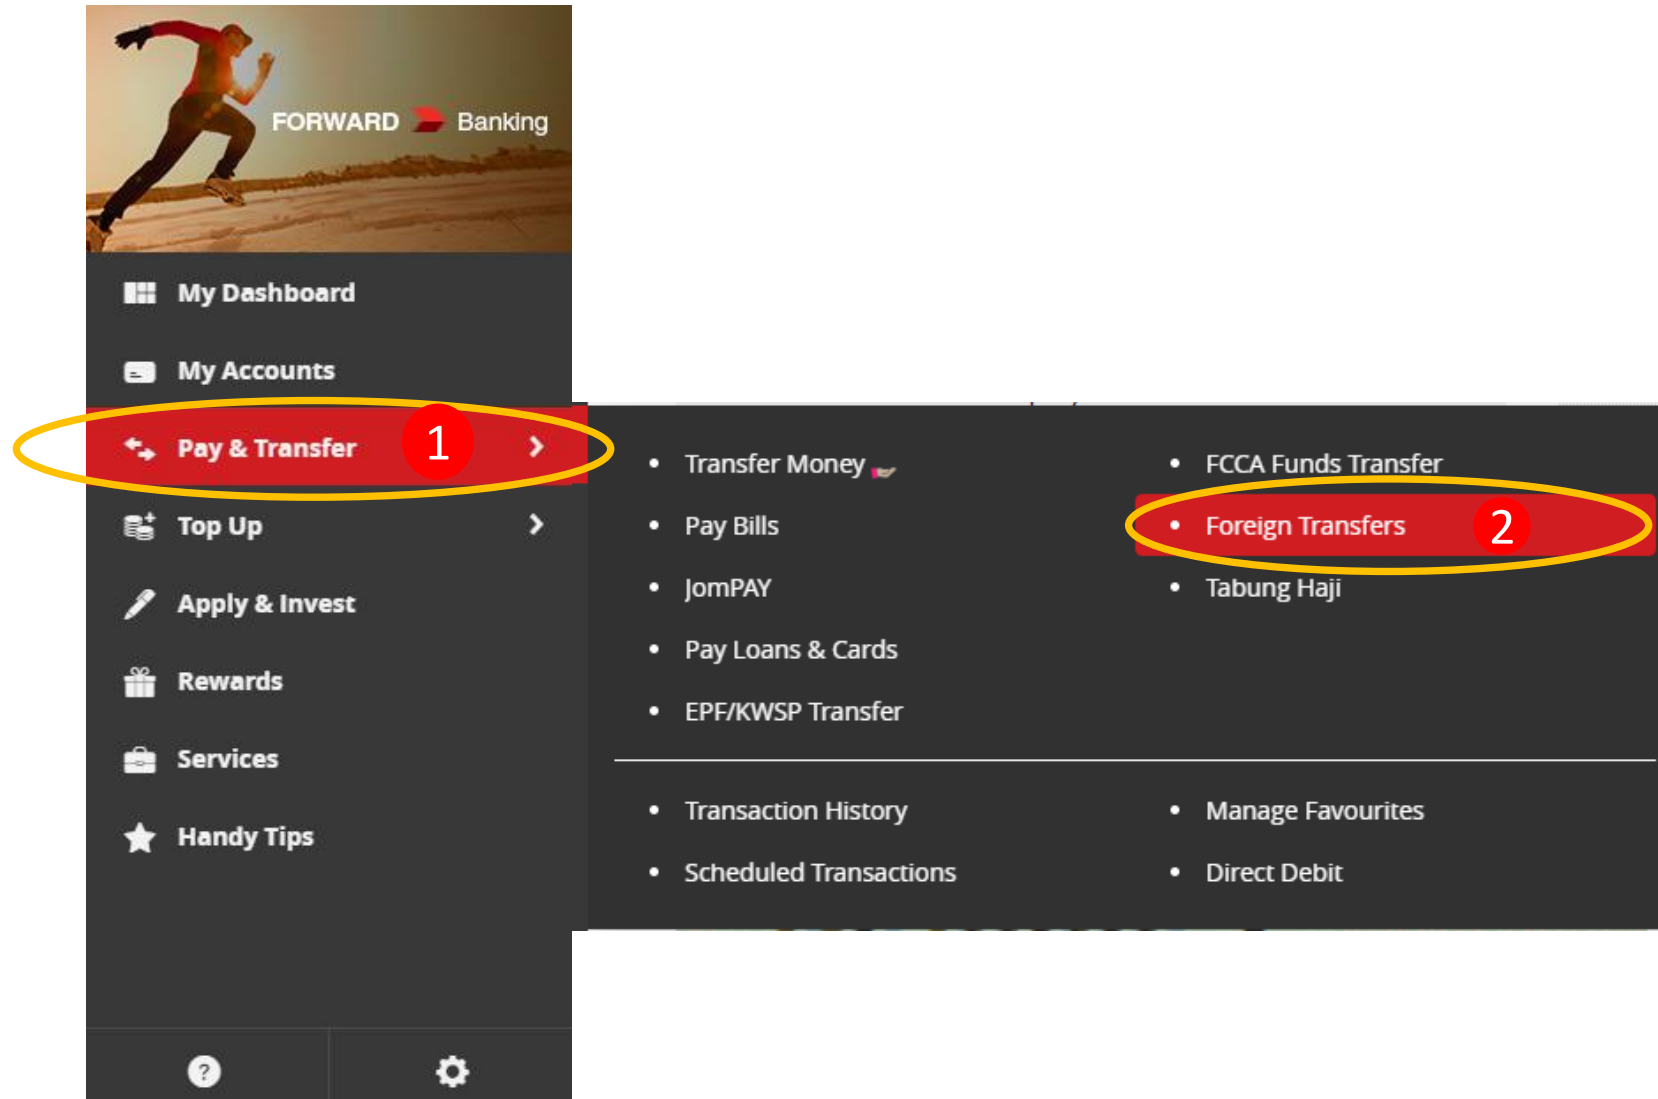 FORWARD Banking
My Dashboard
My Accounts
Pay & Transfer 1
Top Up
Apply & Invest
Rewards
Services
Handy Tips
?
Transfer Money
Pay Bills
JomPAY
Pay Loans & Cards
EPF/KWSP Transfer
FCCA Funds Transfer
Foreign Transfers 2
Tabung Haji
Transaction History
Scheduled Transactions
Manage Favourites
Direct Debit